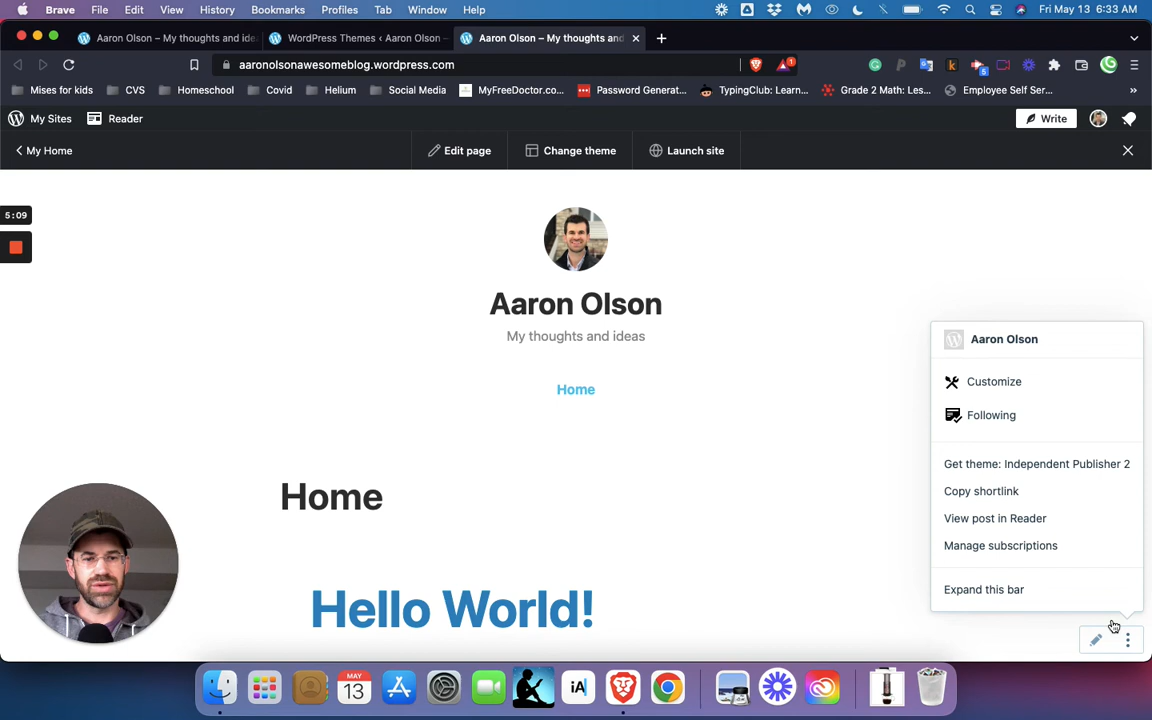 Brave File Edit View History Bookmarks Profiles Tab Window Help Fri May 13 6:33 AM
Aaron Olson – My thoughts and ide WordPress Themes ‹ Aaron Olson – Aaron Olson – My thoughts and
aaronolsonawesomeblog.wordpress.com 1 k P 5
Mises for kids CVS Homeschool Covid Helium Social Media MyFreeDoctor.co... Password Generat... TypingClub: Learn... Grade 2 Math: Les... Employee Self Ser... »
My Sites Reader Write
My Home Edit page Change theme Launch site
5:09
Aaron Olson
My thoughts and ideas
Home
Home
Hello World!
Aaron Olson
Customize
Following
Get theme: Independent Publisher 2
Copy shortlink
View post in Reader
Manage subscriptions
Expand this bar
MAY
13
iA